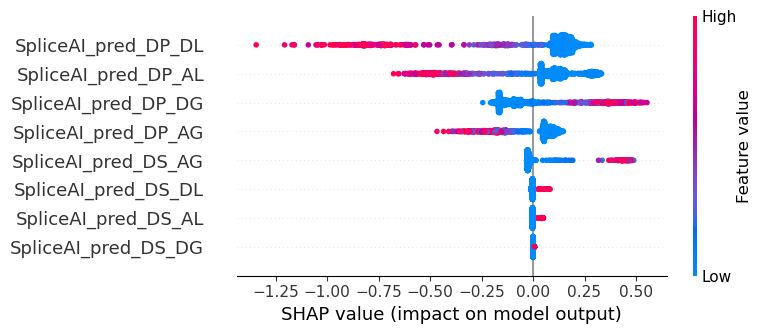 High
SpliceAI_pred_DP_DL
SpliceAI_pred_DP_AL
SpliceAI_pred_DP_DG
SpliceAI_pred_DP_AG
SpliceAI_pred_DS_AG
SpliceAI_pred_DS_DL
SpliceAI_pred_DS_AL
SpliceAI_pred_DS_DG
Feature value
Low
−1.25 −1.00 −0.75 −0.50 −0.25 0.00 0.25 0.50
SHAP value (impact on model output)